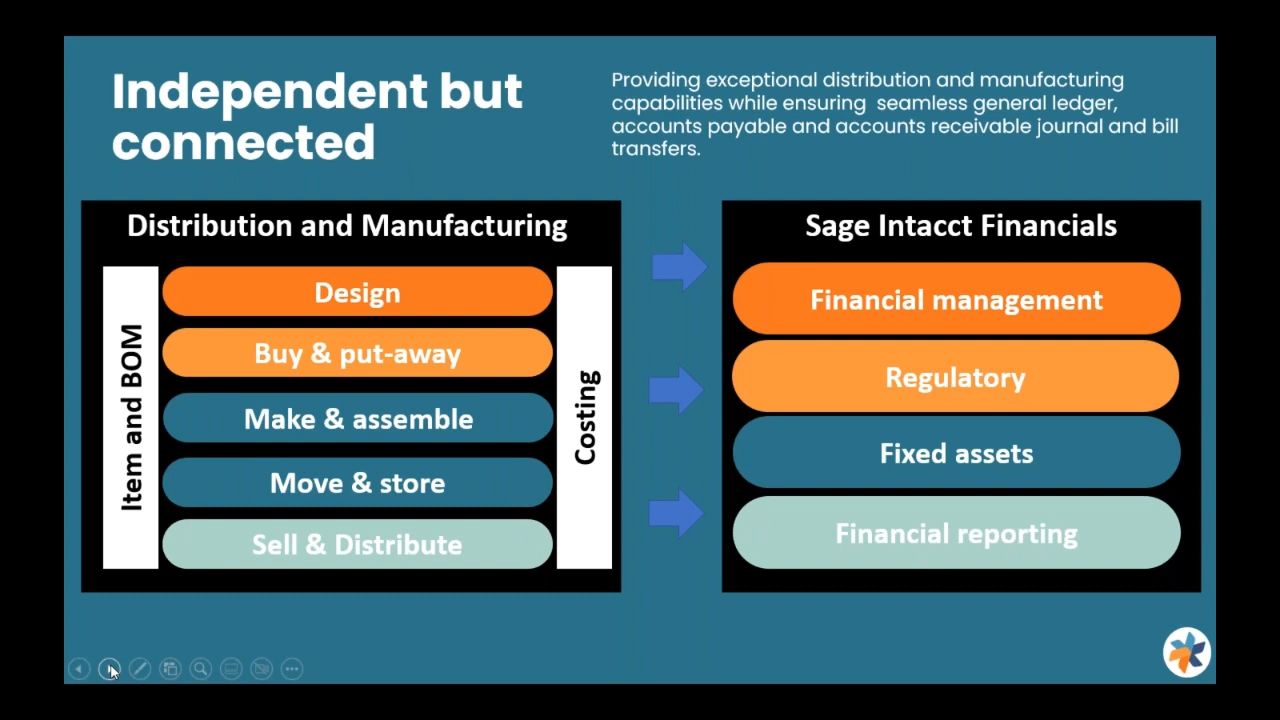 Independent but
connected
Providing exceptional distribution and manufacturing
capabilities while ensuring  seamless general ledger,
accounts payable and accounts receivable journal and bill
transfers.
Distribution and Manufacturing
Item and BOM
Design
Buy & put-away
Make & assemble
Move & store
Sell & Distribute
Costing
Sage Intacct Financials
Financial management
Regulatory
Fixed assets
Financial reporting